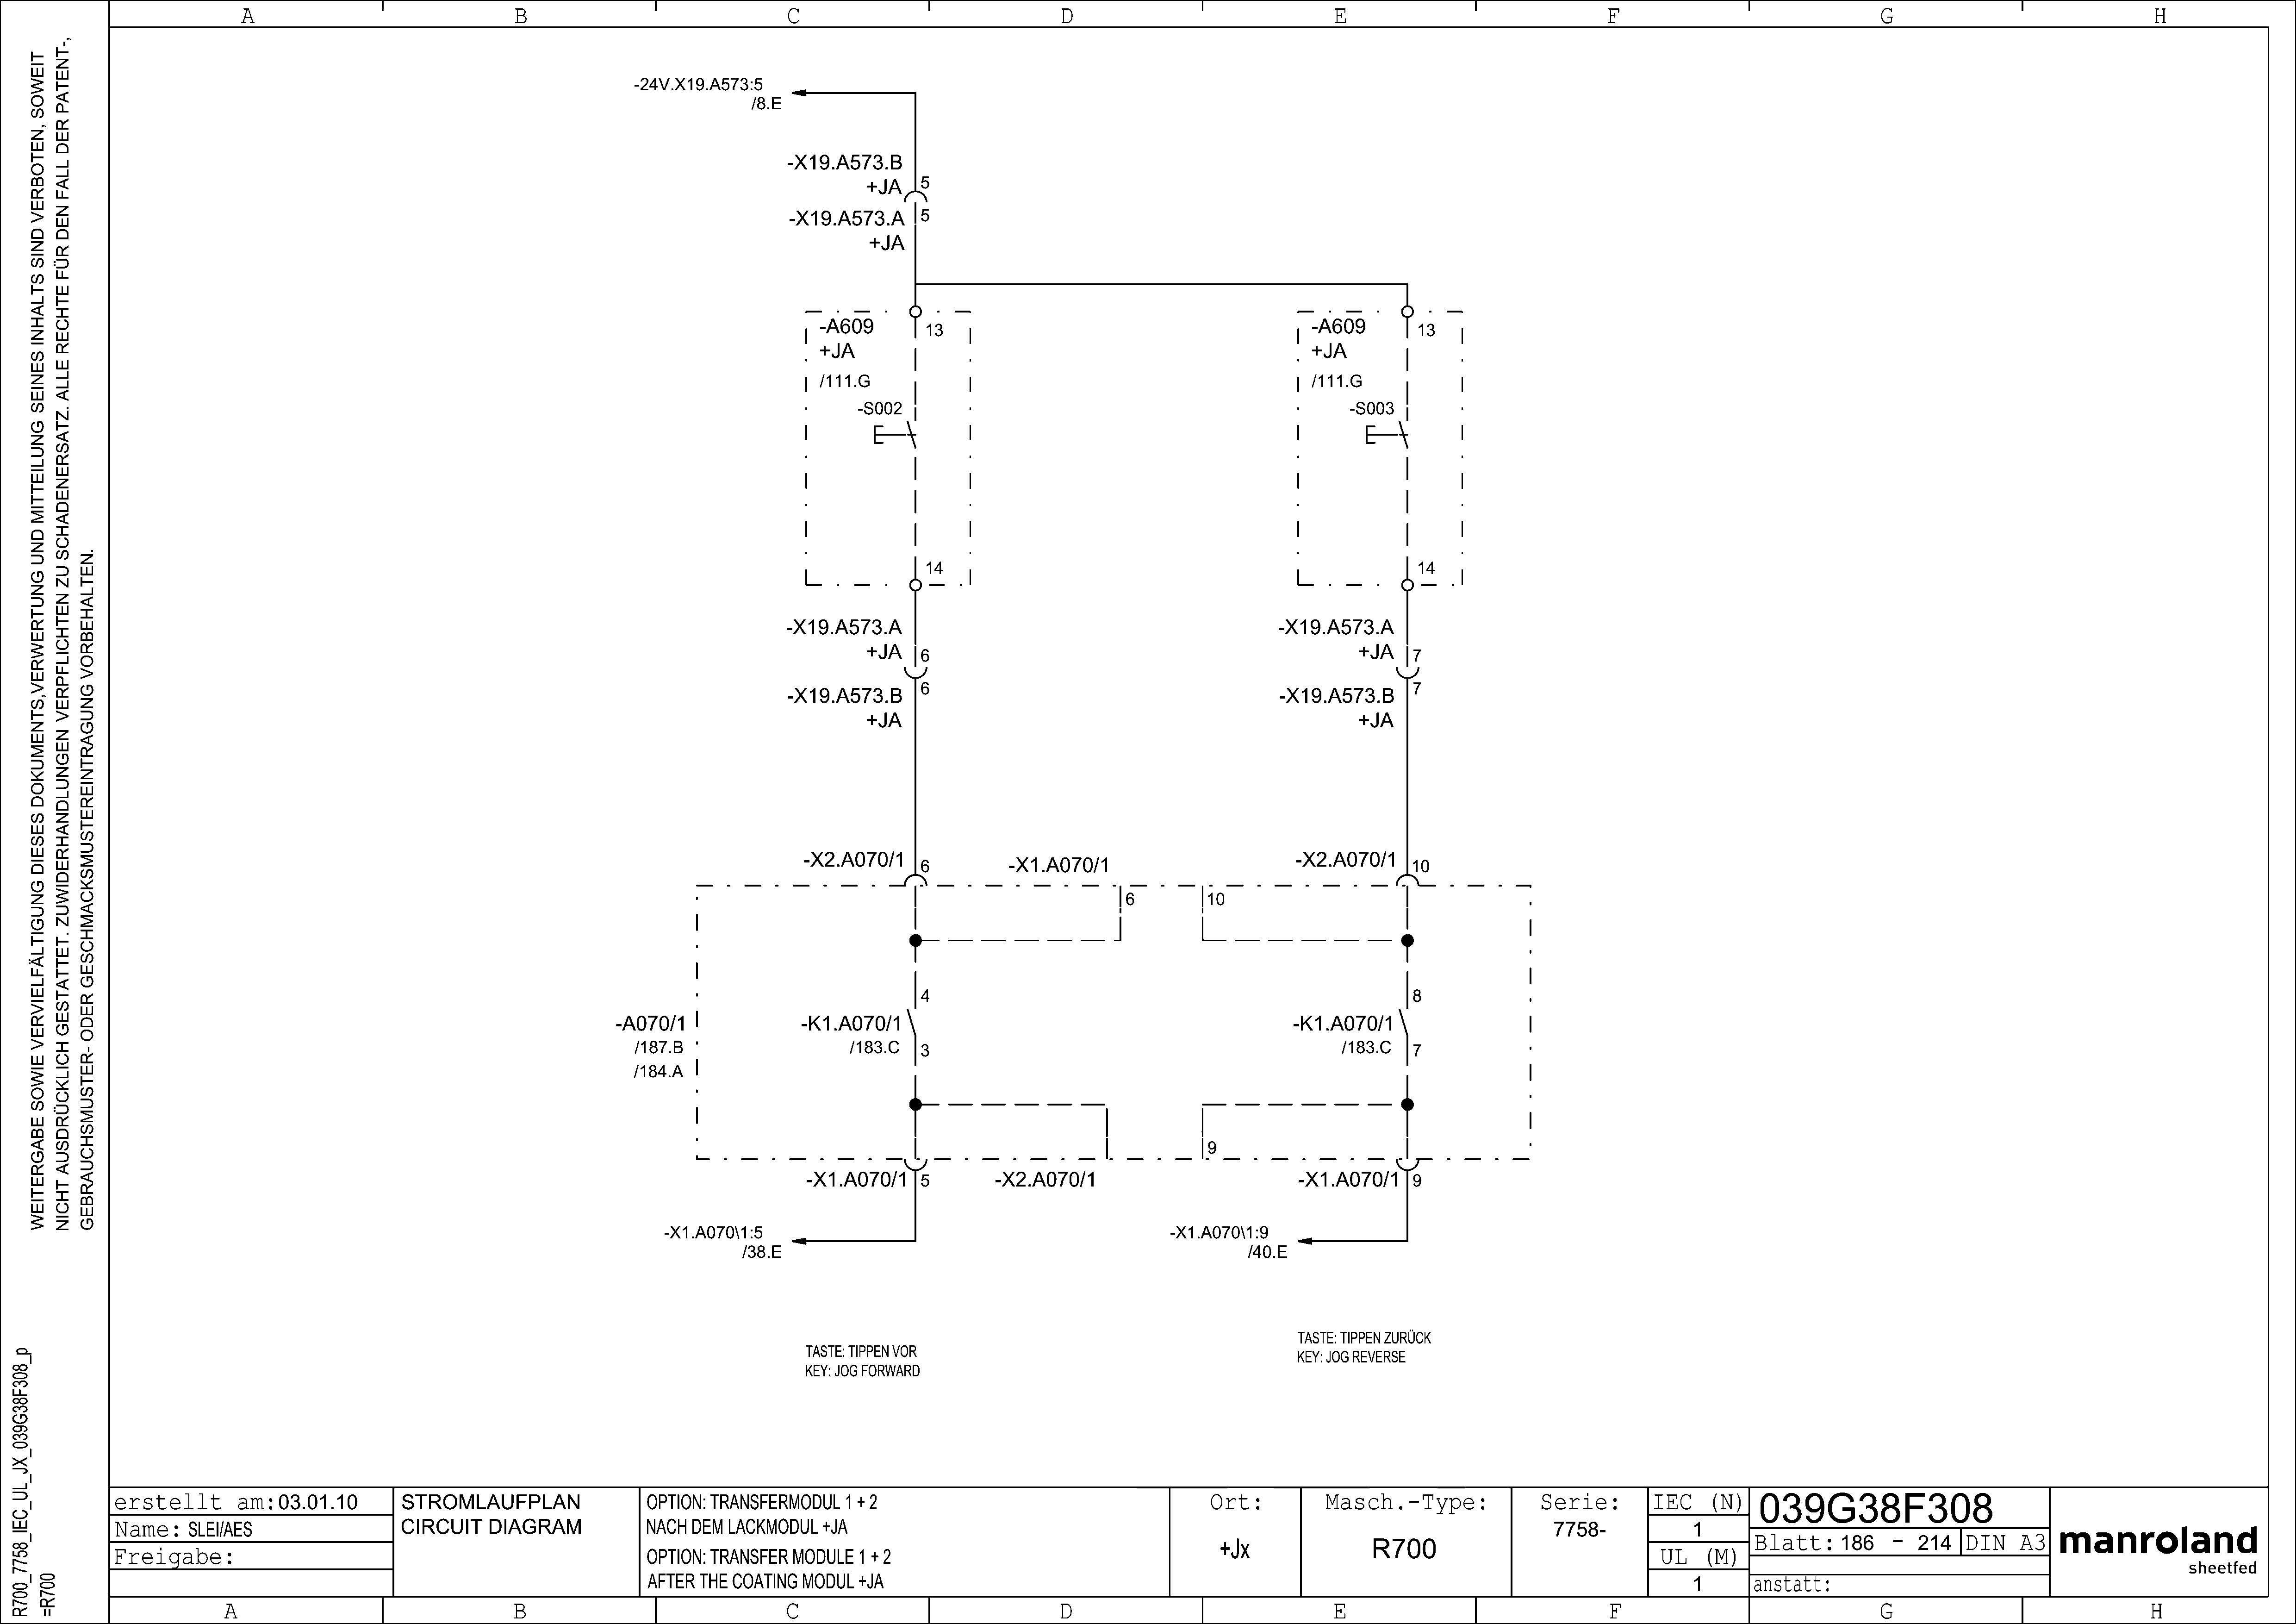 A B C D E F G H
WEITERGABE SOWIE VERVIELFÄLTIGUNG DIESES DOKUMENTS,VERWERTUNG UND MITTEILUNG SEINES INHALTS SIND VERBOTEN, SOWEIT
NICHT AUSDRÜCKLICH GESTATTET. ZUWIDERHANDLUNGEN VERPFLICHTEN ZU SCHADENERSATZ. ALLE RECHTE FÜR DEN FALL DER PATENT-,
GEBRAUCHSMUSTER- ODER GESCHMACKSMUSTEREINTRAGUNG VORBEHALTEN.
-24V.X19.A573:5
/8.E
-X19.A573.B
+JA 5
-X19.A573.A 5
+JA
-A609 13
+JA
/111.G
-S002
14
-A609 13
+JA
/111.G
-S003
14
-X19.A573.A
+JA 6
6
-X19.A573.B
+JA
-X19.A573.A
+JA 7
7
-X19.A573.B
+JA
-X2.A070/1 6
-X1.A070/1
-X2.A070/1 10
6 10
4
8
-A070/1
/187.B
/184.A
-K1.A070/1
/183.C 3
-K1.A070/1
/183.C 7
9
-X1.A070/1 5
-X2.A070/1
-X1.A070/1 9
-X1.A070\1:5
/38.E
-X1.A070\1:9
/40.E
TASTE: TIPPEN VOR
KEY: JOG FORWARD
TASTE: TIPPEN ZURÜCK
KEY: JOG REVERSE
R700_7758_IEC_UL_JX_039G38F308_p
=R700
erstellt am: 03.01.10
Name: SLEI/AES
Freigabe:
STROMLAUFPLAN
CIRCUIT DIAGRAM
OPTION: TRANSFERMODUL 1 + 2
NACH DEM LACKMODUL +JA
OPTION: TRANSFER MODULE 1 + 2
AFTER THE COATING MODUL +JA
Ort:
+Jx
Masch.-Type:
R700
Serie:
7758-
IEC (N)
1
UL (M)
1
039G38F308
Blatt: 186 - 214 DIN A3
anstatt:
manroland
sheetfed
A B C D E F G H